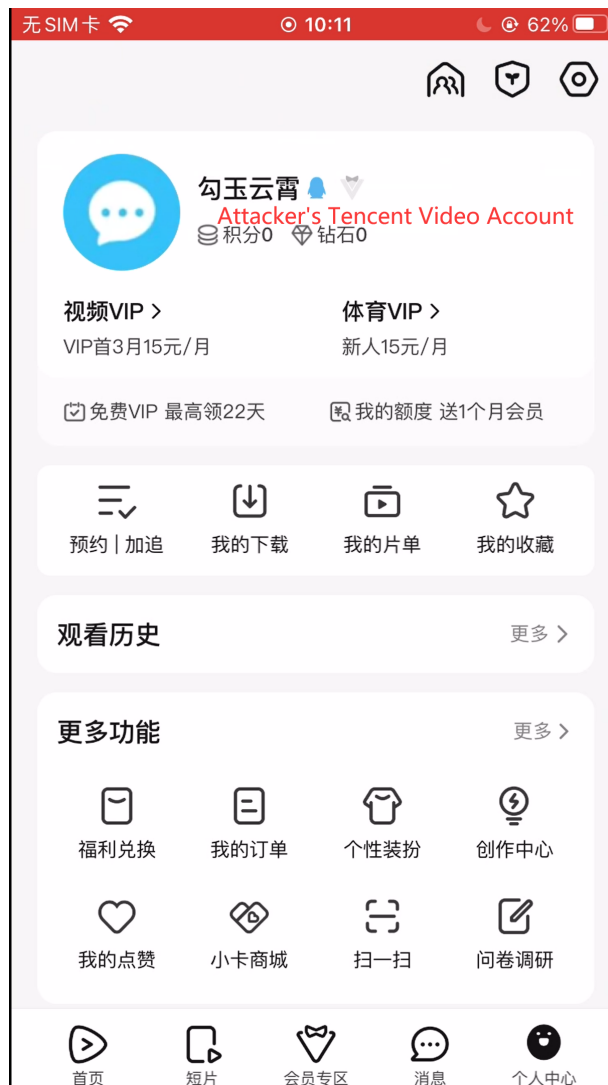 无SIM卡 10:11 62%
勾玉云霄
Attacker's Tencent Video Account
积分0 钻石0
视频VIP > 体育VIP >
VIP首3月15元/月 新人15元/月
免费VIP 最高领22天 我的额度 送1个月会员
预约 | 加追 我的下载 我的片单 我的收藏
观看历史 更多 >
更多功能 更多 >
福利兑换 我的订单 个性装扮 创作中心
我的点赞 小卡商城 扫一扫 问卷调研
首页 短片 会员专区 消息 个人中心